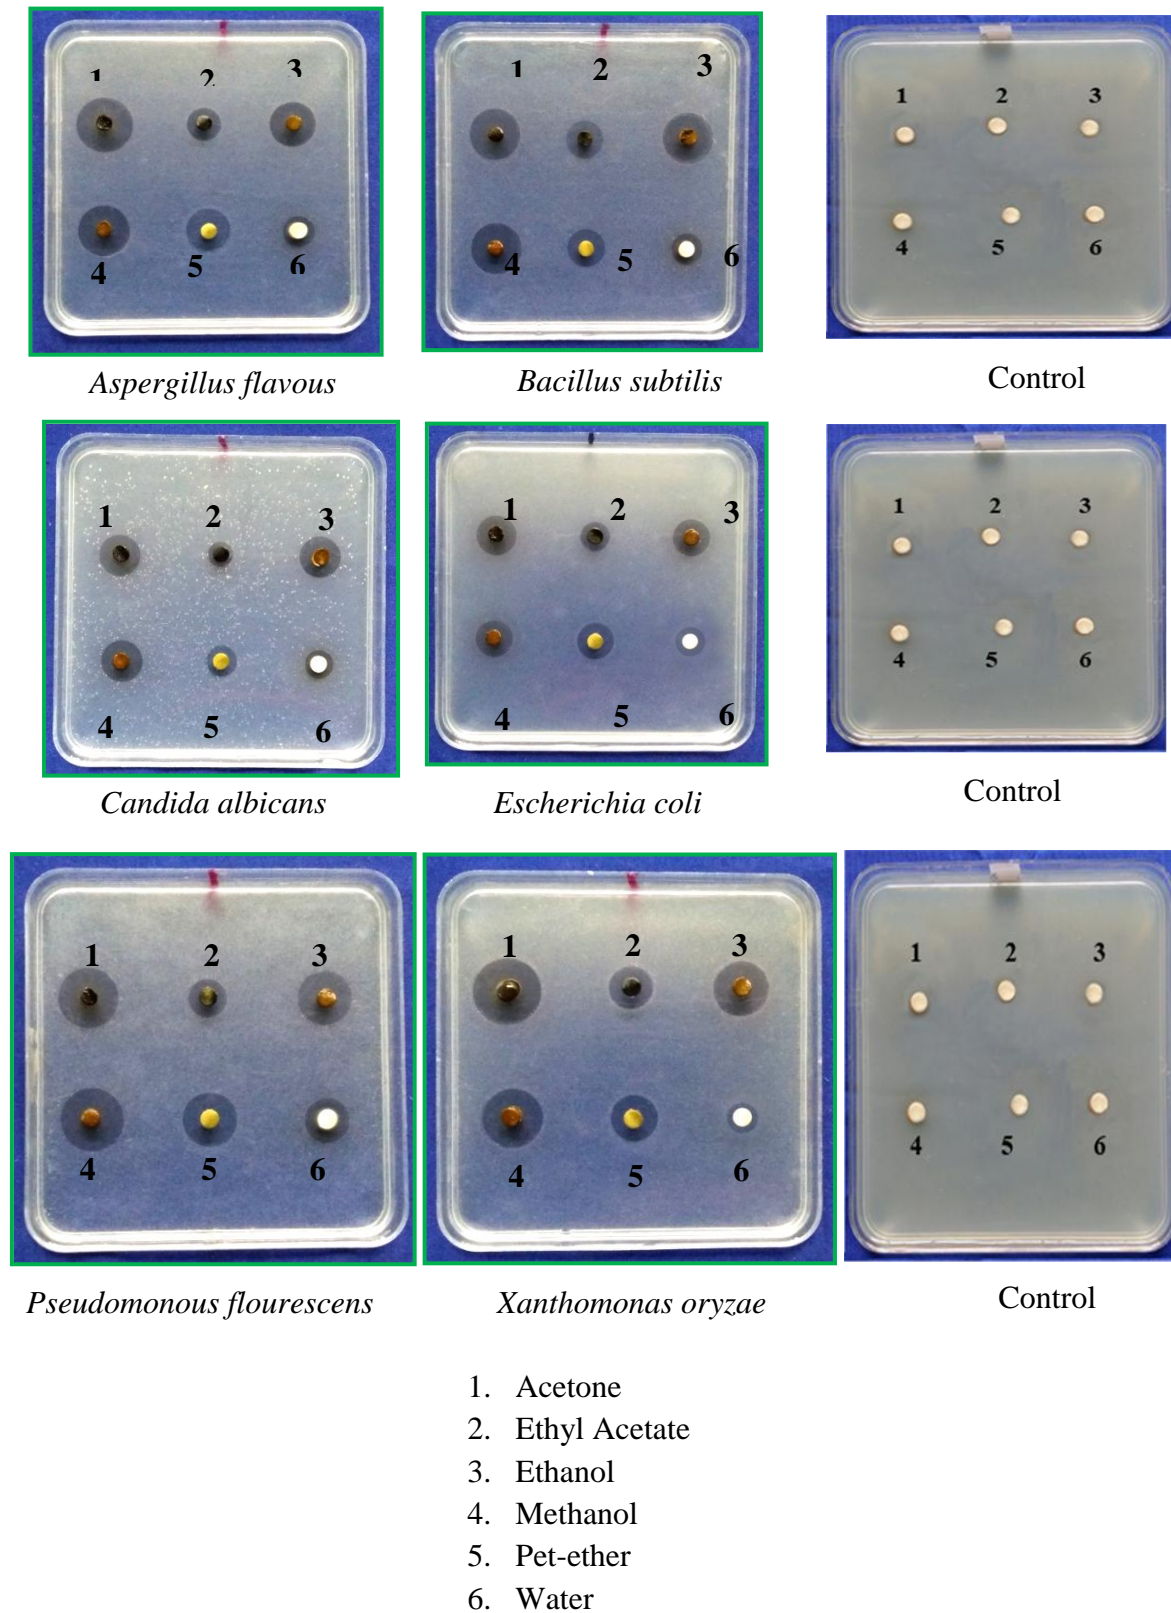 1 2 3
4 5 6
Aspergillus flavous
1 2 3
4 5 6
Bacillus subtilis
1 2 3
4 5 6
Control
1 2 3
4 5 6
Candida albicans
1 2 3
4 5 6
Escherichia coli
1 2 3
4 5 6
Control
1 2 3
4 5 6
Pseudomonous flourescens
1 2 3
4 5 6
Xanthomonas oryzae
1 2 3
4 5 6
Control
1. Acetone
2. Ethyl Acetate
3. Ethanol
4. Methanol
5. Pet-ether
6. Water